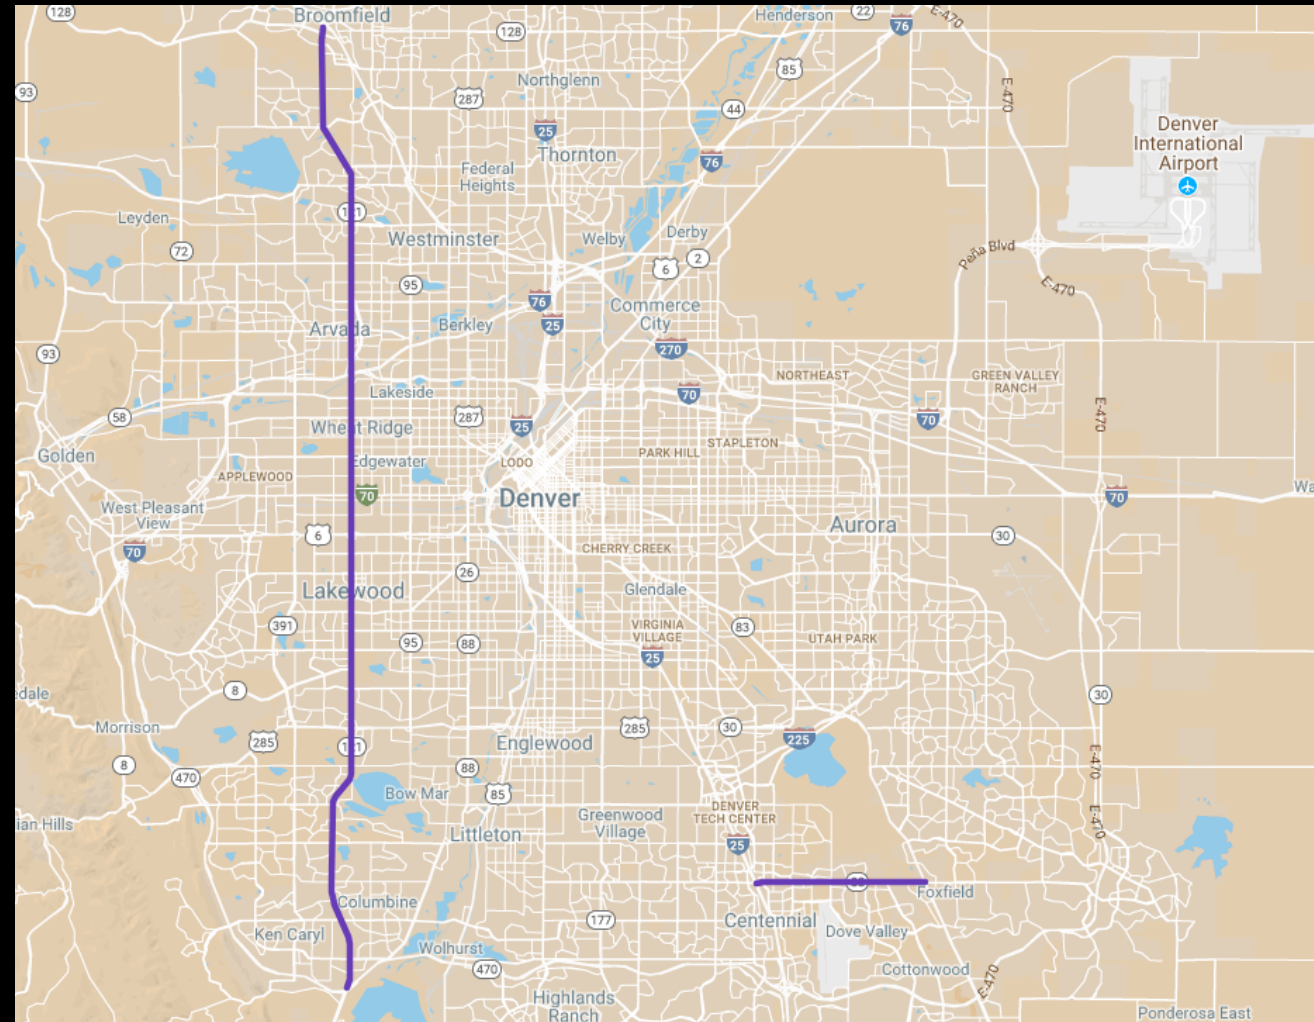 128
Broomfield
128
Henderson
22
E-470
76
93
287
Northglenn
85
E-470
44
25
Thornton
76
Denver
International
Airport
Federal
Heights
Leyden
72
Westminster
Welby
Derby
Peña Blvd
95
6
2
E-470
76
25
Commerce
City
Arvada
Berkley
93
270
NORTHEAST
GREEN VALLEY
RANCH
Lakeside
70
58
287
25
70
E-470
Wheat Ridge
STAPLETON
Golden
Edgewater
LODO
PARK HILL
APPLEWOOD
70
Denver
70
West Pleasant
View
Aurora
6
70
CHERRY CREEK
30
26
Lakewood
Glendale
391
VIRGINIA
VILLAGE
83
UTAH PARK
95
88
25
8
30
Morrison
285
285
30
225
Englewood
8
470
88
E-470
Bow Mar
85
DENVER
TECH CENTER
Greenwood
Village
E-470
Littleton
25
Foxfield
Columbine
177
Centennial
Ken Caryl
Dove Valley
Wolhurst
470
Cottonwood
E-470
Highlands
Ranch
Ponderosa East